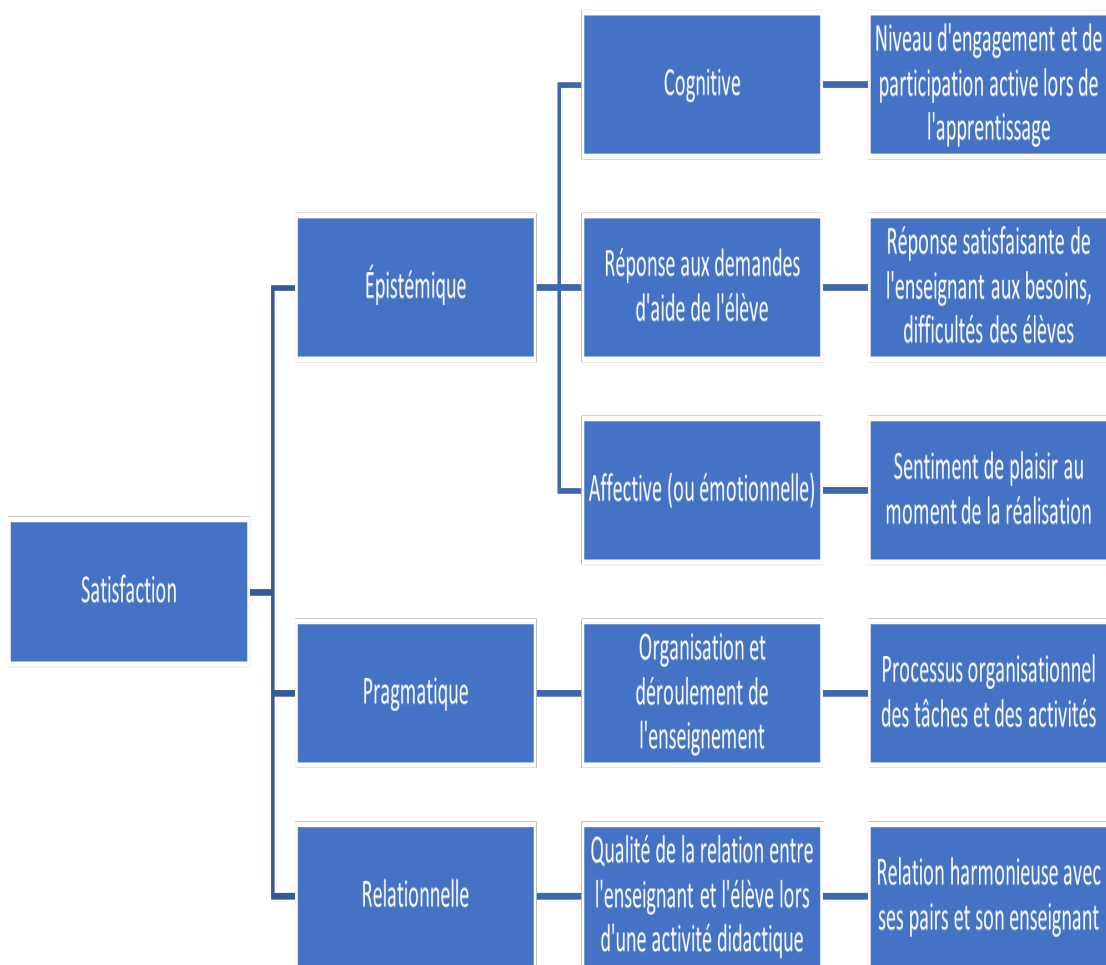 Satisfaction
Épistémique
Cognitive
Niveau d'engagement et de
participation active lors de
l'apprentissage
Réponse aux demandes
d'aide de l'élève
Réponse satisfaisante de
l'enseignant aux besoins,
difficultés des élèves
Affective (ou émotionnelle)
Sentiment de plaisir au
moment de la réalisation
Pragmatique
Organisation et
déroulement de
l'enseignement
Processus organisationnel
des tâches et des activités
Relationnelle
Qualité de la relation entre
l'enseignant et l'élève lors
d'une activité didactique
Relation harmonieuse avec
ses pairs et son enseignant